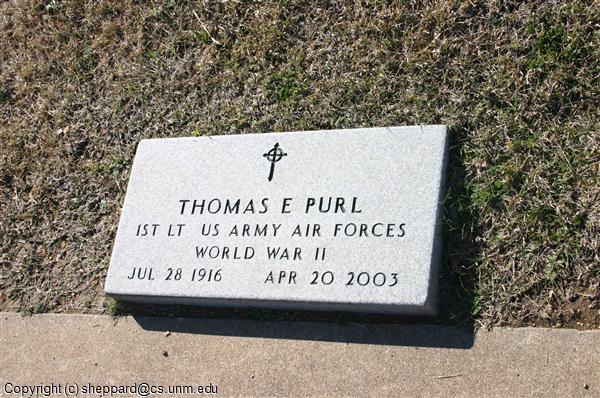 THOMAS E PURL
1ST LT US ARMY AIR FORCES
WORLD WAR II
JUL 28 1916 APR 20 2003
Copyright (c) sheppard@cs.unm.edu